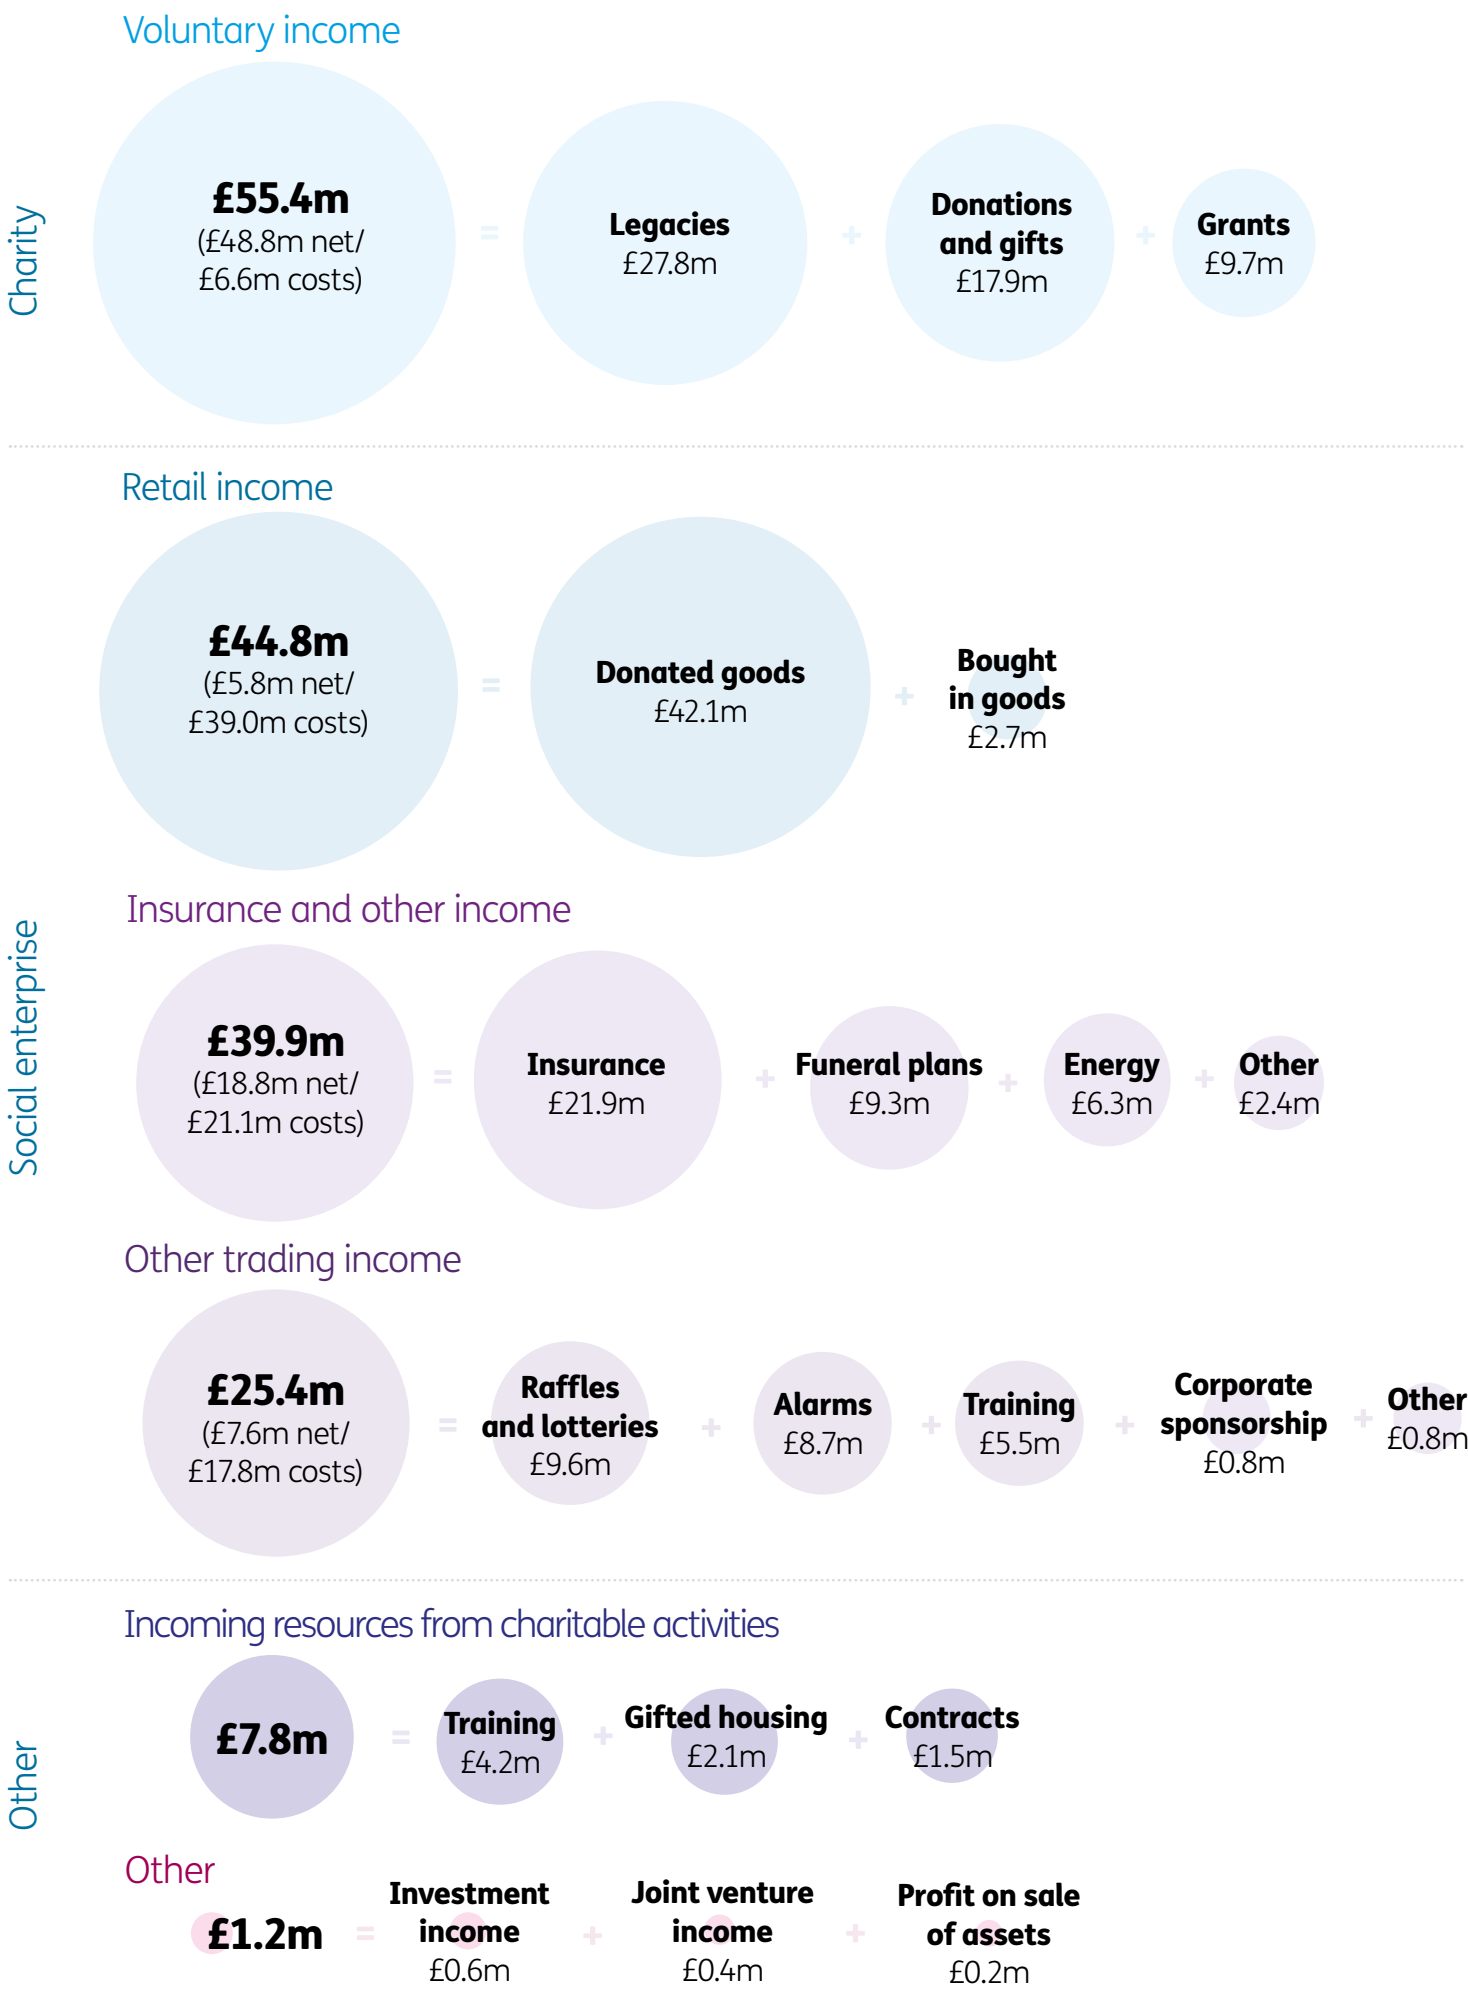 Charity
Voluntary income
£55.4m
(£48.8m net/
£6.6m costs)
=
Legacies
£27.8m
+
Donations
and gifts
£17.9m
+
Grants
£9.7m
Social enterprise
Retail income
£44.8m
(£5.8m net/
£39.0m costs)
=
Donated goods
£42.1m
+
Bought
in goods
£2.7m
Insurance and other income
£39.9m
(£18.8m net/
£21.1m costs)
=
Insurance
£21.9m
+
Funeral plans
£9.3m
+
Energy
£6.3m
+
Other
£2.4m
Other trading income
£25.4m
(£7.6m net/
£17.8m costs)
=
Raffles
and lotteries
£9.6m
+
Alarms
£8.7m
+
Training
£5.5m
+
Corporate
sponsorship
£0.8m
+
Other
£0.8m
Other
Incoming resources from charitable activities
£7.8m
=
Training
£4.2m
+
Gifted housing
£2.1m
+
Contracts
£1.5m
Other
£1.2m
=
Investment
income
£0.6m
+
Joint venture
income
£0.4m
+
Profit on sale
of assets
£0.2m